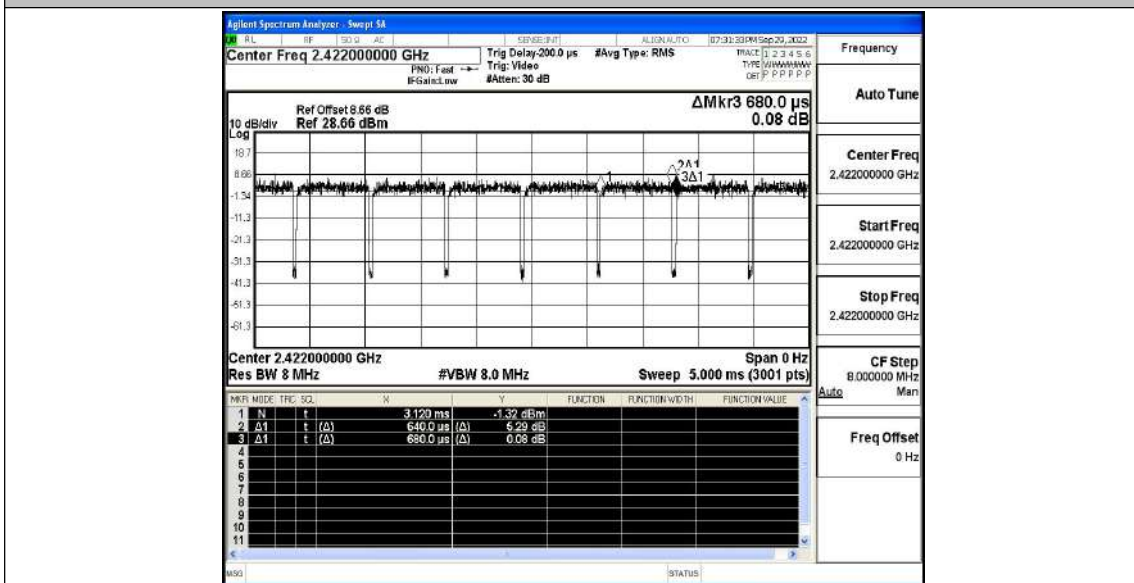 Agilent Spectrum Analyzer - Swept SA
RL RF 50 Ω AC SENSE:INT ALIGN AUTO 07:31:33PM Sep 29, 2022
Center Freq 2.422000000 GHz
PNO: Fast
IFGain:Low
Trig Delay-200.0 µs
Trig: Video
#Atten: 30 dB
#Avg Type: RMS
TRACE 1 2 3 4 5 6
TYPE
DET P P P P P P
Ref Offset 8.66 dB
Ref 28.66 dBm
10 dB/div
Log
ΔMkr3 680.0 µs
0.08 dB
18.7
8.66
-1.34
-11.3
-21.3
-31.3
-41.3
-51.3
-61.3
1
2Δ1
3Δ1
Center 2.422000000 GHz Span 0 Hz
Res BW 8 MHz #VBW 8.0 MHz Sweep 5.000 ms (3001 pts)
MKR MODE TRC SCL X Y FUNCTION FUNCTION WIDTH FUNCTION VALUE
1 N t 3.120 ms -1.32 dBm
2 Δ1 t (Δ) 640.0 µs (Δ) 5.29 dB
3 Δ1 t (Δ) 680.0 µs (Δ) 0.08 dB
4
5
6
7
8
9
10
11
MSG STATUS
Frequency
Auto Tune
Center Freq
2.422000000 GHz
Start Freq
2.422000000 GHz
Stop Freq
2.422000000 GHz
CF Step
8.000000 MHz
Auto Man
Freq Offset
0 Hz